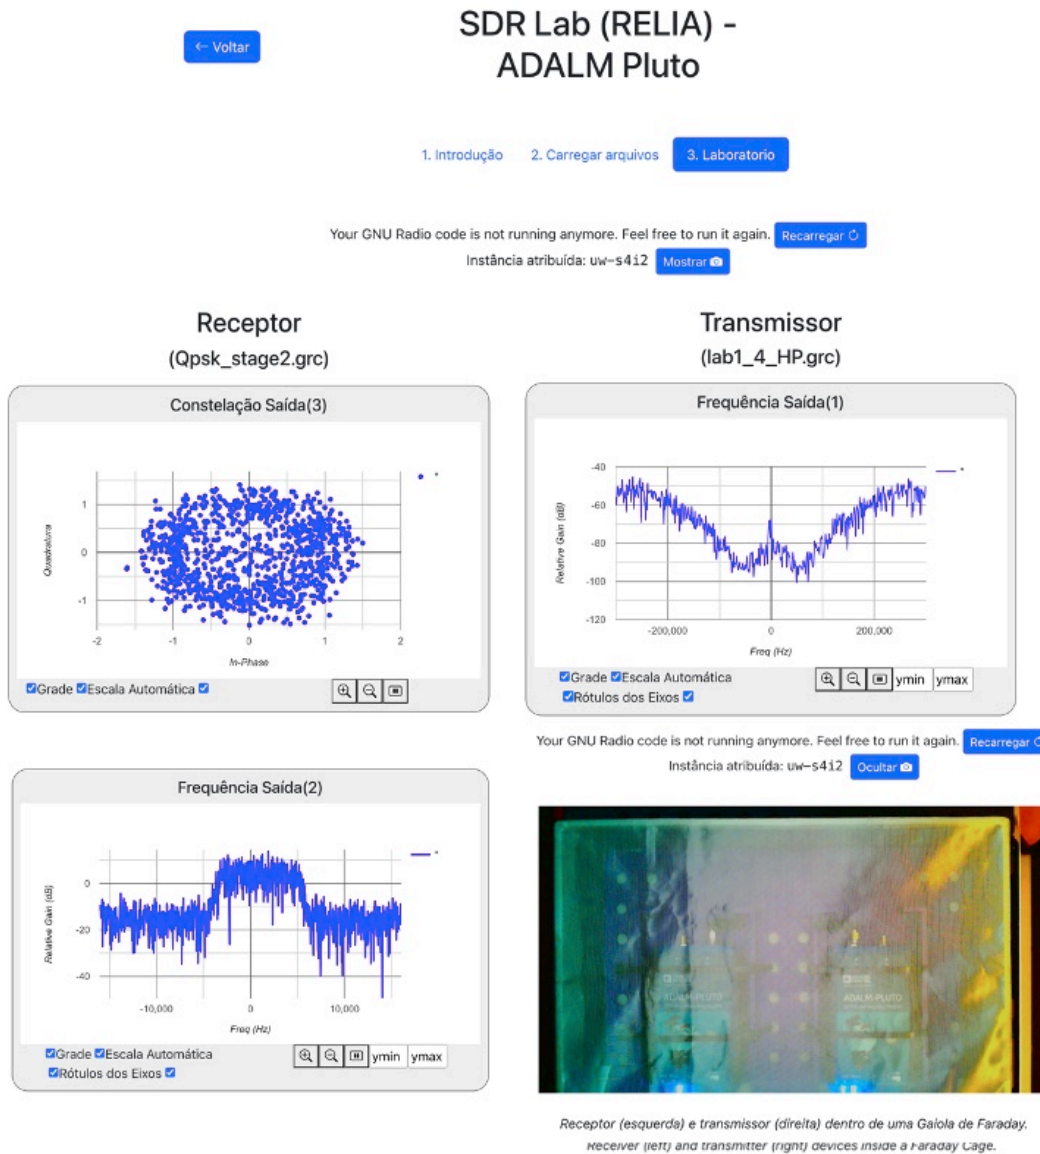 ← Voltar
SDR Lab (RELIA) -
ADALM Pluto
1. Introdução 2. Carregar arquivos 3. Laboratorio
Your GNU Radio code is not running anymore. Feel free to run it again. Recarregar
Instância atribuída: uw-s4i2 Mostrar
Receptor
(Qpsk_stage2.grc)
Constelação Saída(3)
Quadratura
1
0
-1
-2 -1 0 1 2
In-Phase
Grade Escala Automática
Frequência Saída(2)
Relative Gain (dB)
0
-20
-40
-10,000 0 10,000
Freq (Hz)
Grade Escala Automática
ymin ymax
Rótulos dos Eixos
Transmissor
(lab1_4_HP.grc)
Frequência Saída(1)
Relative Gain (dB)
-40
-60
-80
-100
-120
-200,000 0 200,000
Freq (Hz)
Grade Escala Automática
ymin ymax
Rótulos dos Eixos
Your GNU Radio code is not running anymore. Feel free to run it again. Recarregar
Instância atribuída: uw-s4i2 Ocultar
ADALM-PLUTO
ADALM-PLUTO
Receptor (esquerda) e transmissor (direita) dentro de uma Gaiola de Faraday.
Receiver (left) and transmitter (right) devices inside a Faraday Cage.